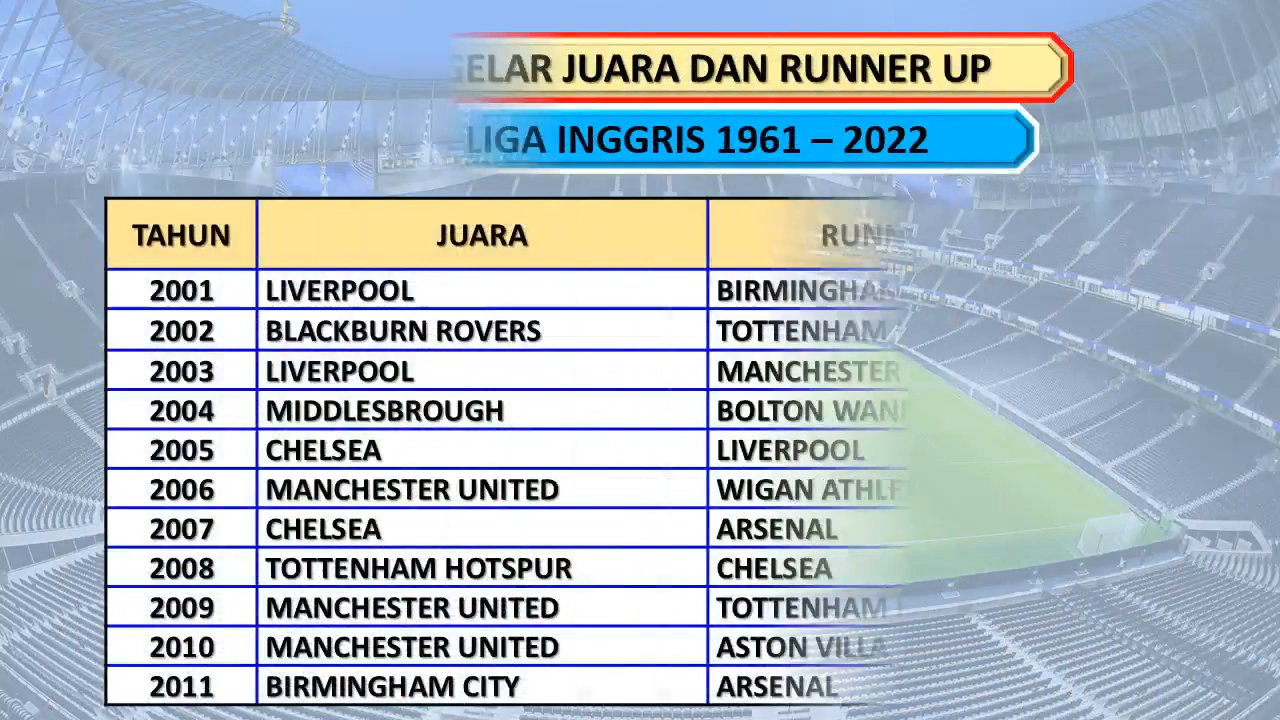 GELAR JUARA DAN RUNNER UP
LIGA INGGRIS 1961 – 2022
TAHUN JUARA
2001 LIVERPOOL BIRMINGHAM
2002 BLACKBURN ROVERS TOTTENHAM
2003 LIVERPOOL MANCHESTER
2004 MIDDLESBROUGH BOLTON
2005 CHELSEA LIVERPOOL
2006 MANCHESTER UNITED WIGAN
2007 CHELSEA ARSENAL
2008 TOTTENHAM HOTSPUR CHELSEA
2009 MANCHESTER UNITED TOTTENHAM
2010 MANCHESTER UNITED ASTON VILLA
2011 BIRMINGHAM CITY ARSENAL